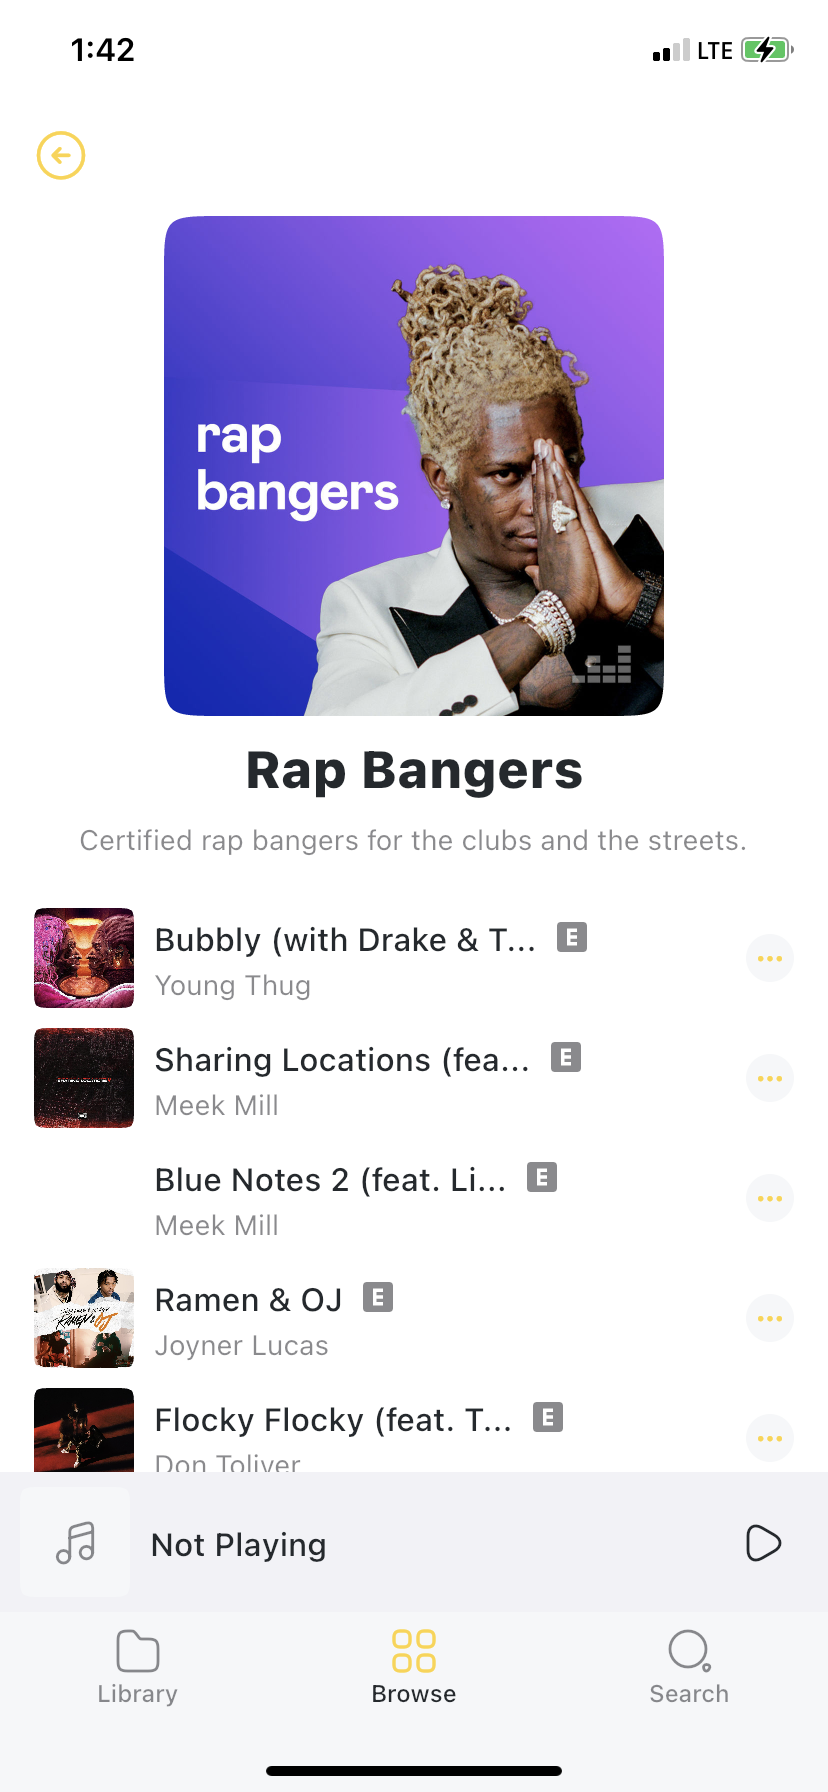 1:42
LTE
rap
bangers
Rap Bangers
Certified rap bangers for the clubs and the streets.
Bubbly (with Drake & T... E
Young Thug
Sharing Locations (fea... E
Meek Mill
Blue Notes 2 (feat. Li... E
Meek Mill
Ramen & OJ E
Joyner Lucas
Flocky Flocky (feat. T... E
Don Toliver
Not Playing
Library
Browse
Search